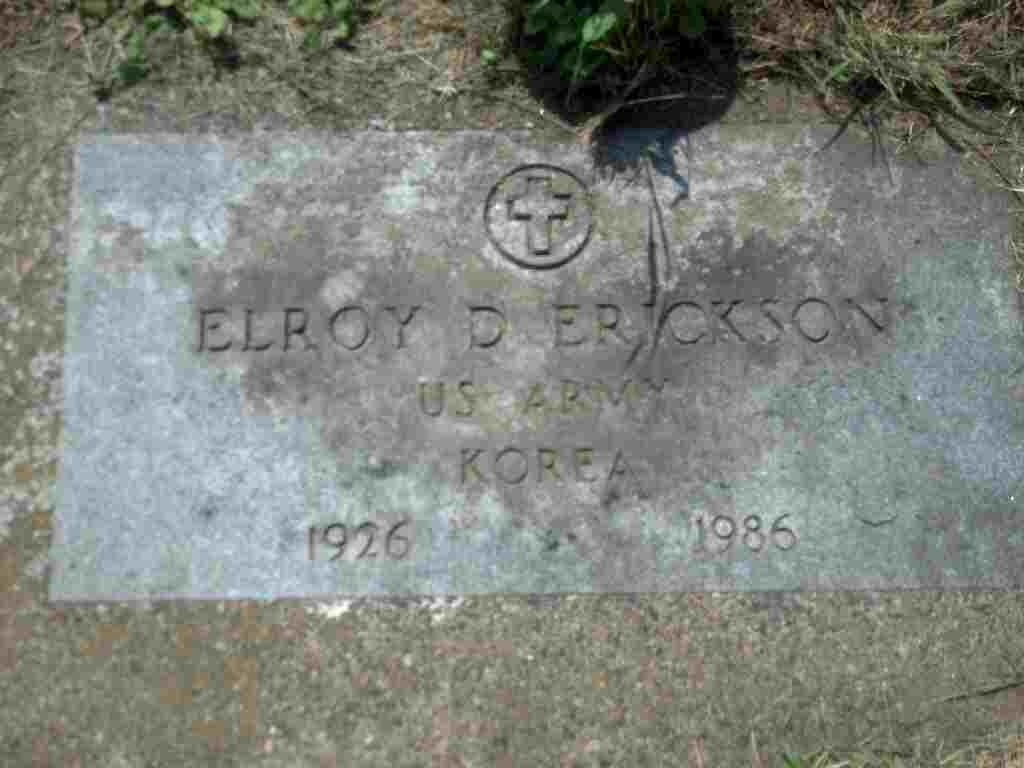 ELROY D ERICKSON
US ARMY
KOREA
1926 1986